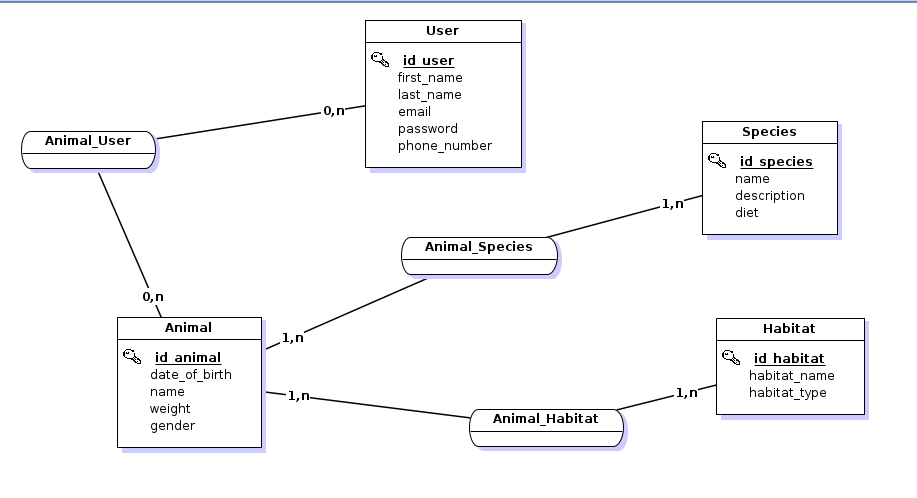 User
id_user
first_name
last_name
email
password
phone_number
0,n
Animal_User
0,n
Species
id_species
name
description
diet
1,n
Animal_Species
1,n
Animal
id_animal
date_of_birth
name
weight
gender
1,n
Animal_Habitat
1,n
Habitat
id_habitat
habitat_name
habitat_type